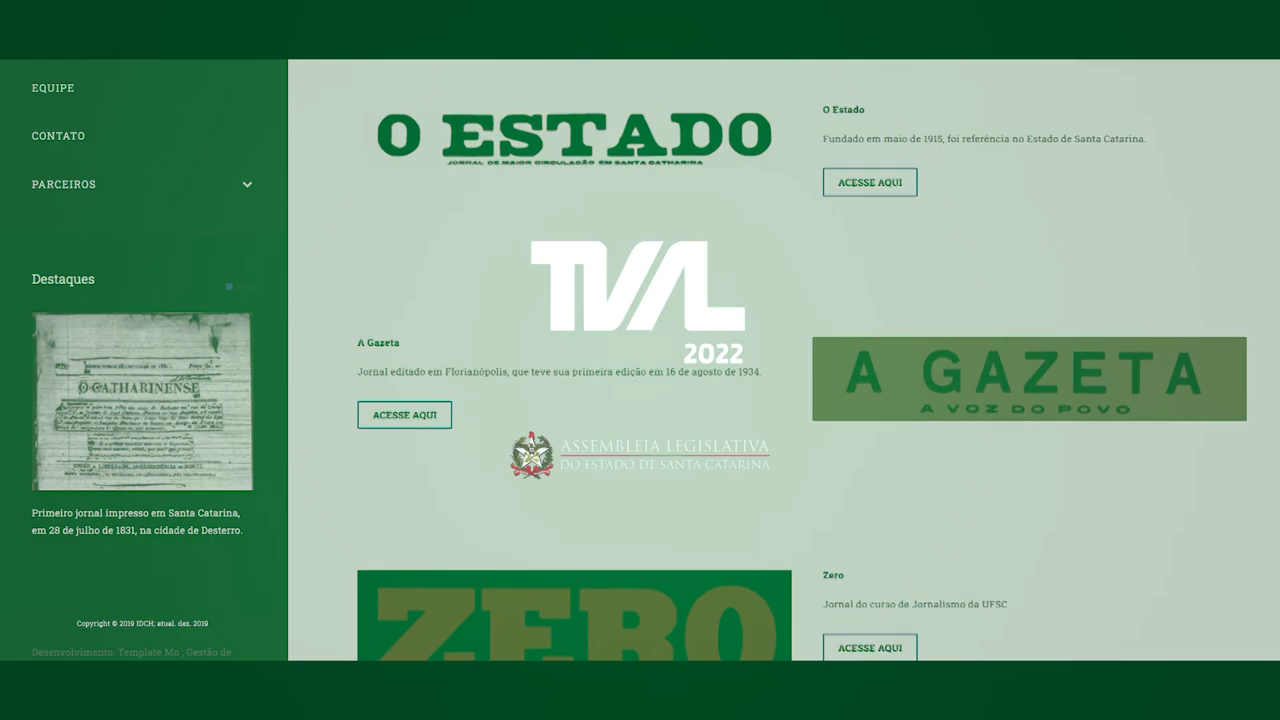 EQUIPE
CONTATO
PARCEIROS
Destaques
O CATHARINENSE
Primeiro jornal impresso em Santa Catarina,
em 28 de julho de 1831, na cidade de Desterro.
Copyright © 2019 IDCH; atual. dez. 2019
Desenvolvimento: Template Mo ; Gestão de
O ESTADO
JORNAL DE MAIOR CIRCULAÇÃO EM SANTA CATHARINA
O Estado
Fundado em maio de 1915, foi referência no Estado de Santa Catarina.
ACESSE AQUI
TVAL
2022
A Gazeta
Jornal editado em Florianópolis, que teve sua primeira edição em 16 de agosto de 1934.
ACESSE AQUI
A GAZETA
A VOZ DO POVO
ASSEMBLEIA LEGISLATIVA
DO ESTADO DE SANTA CATARINA
ZERO
Zero
Jornal do curso de Jornalismo da UFSC
ACESSE AQUI